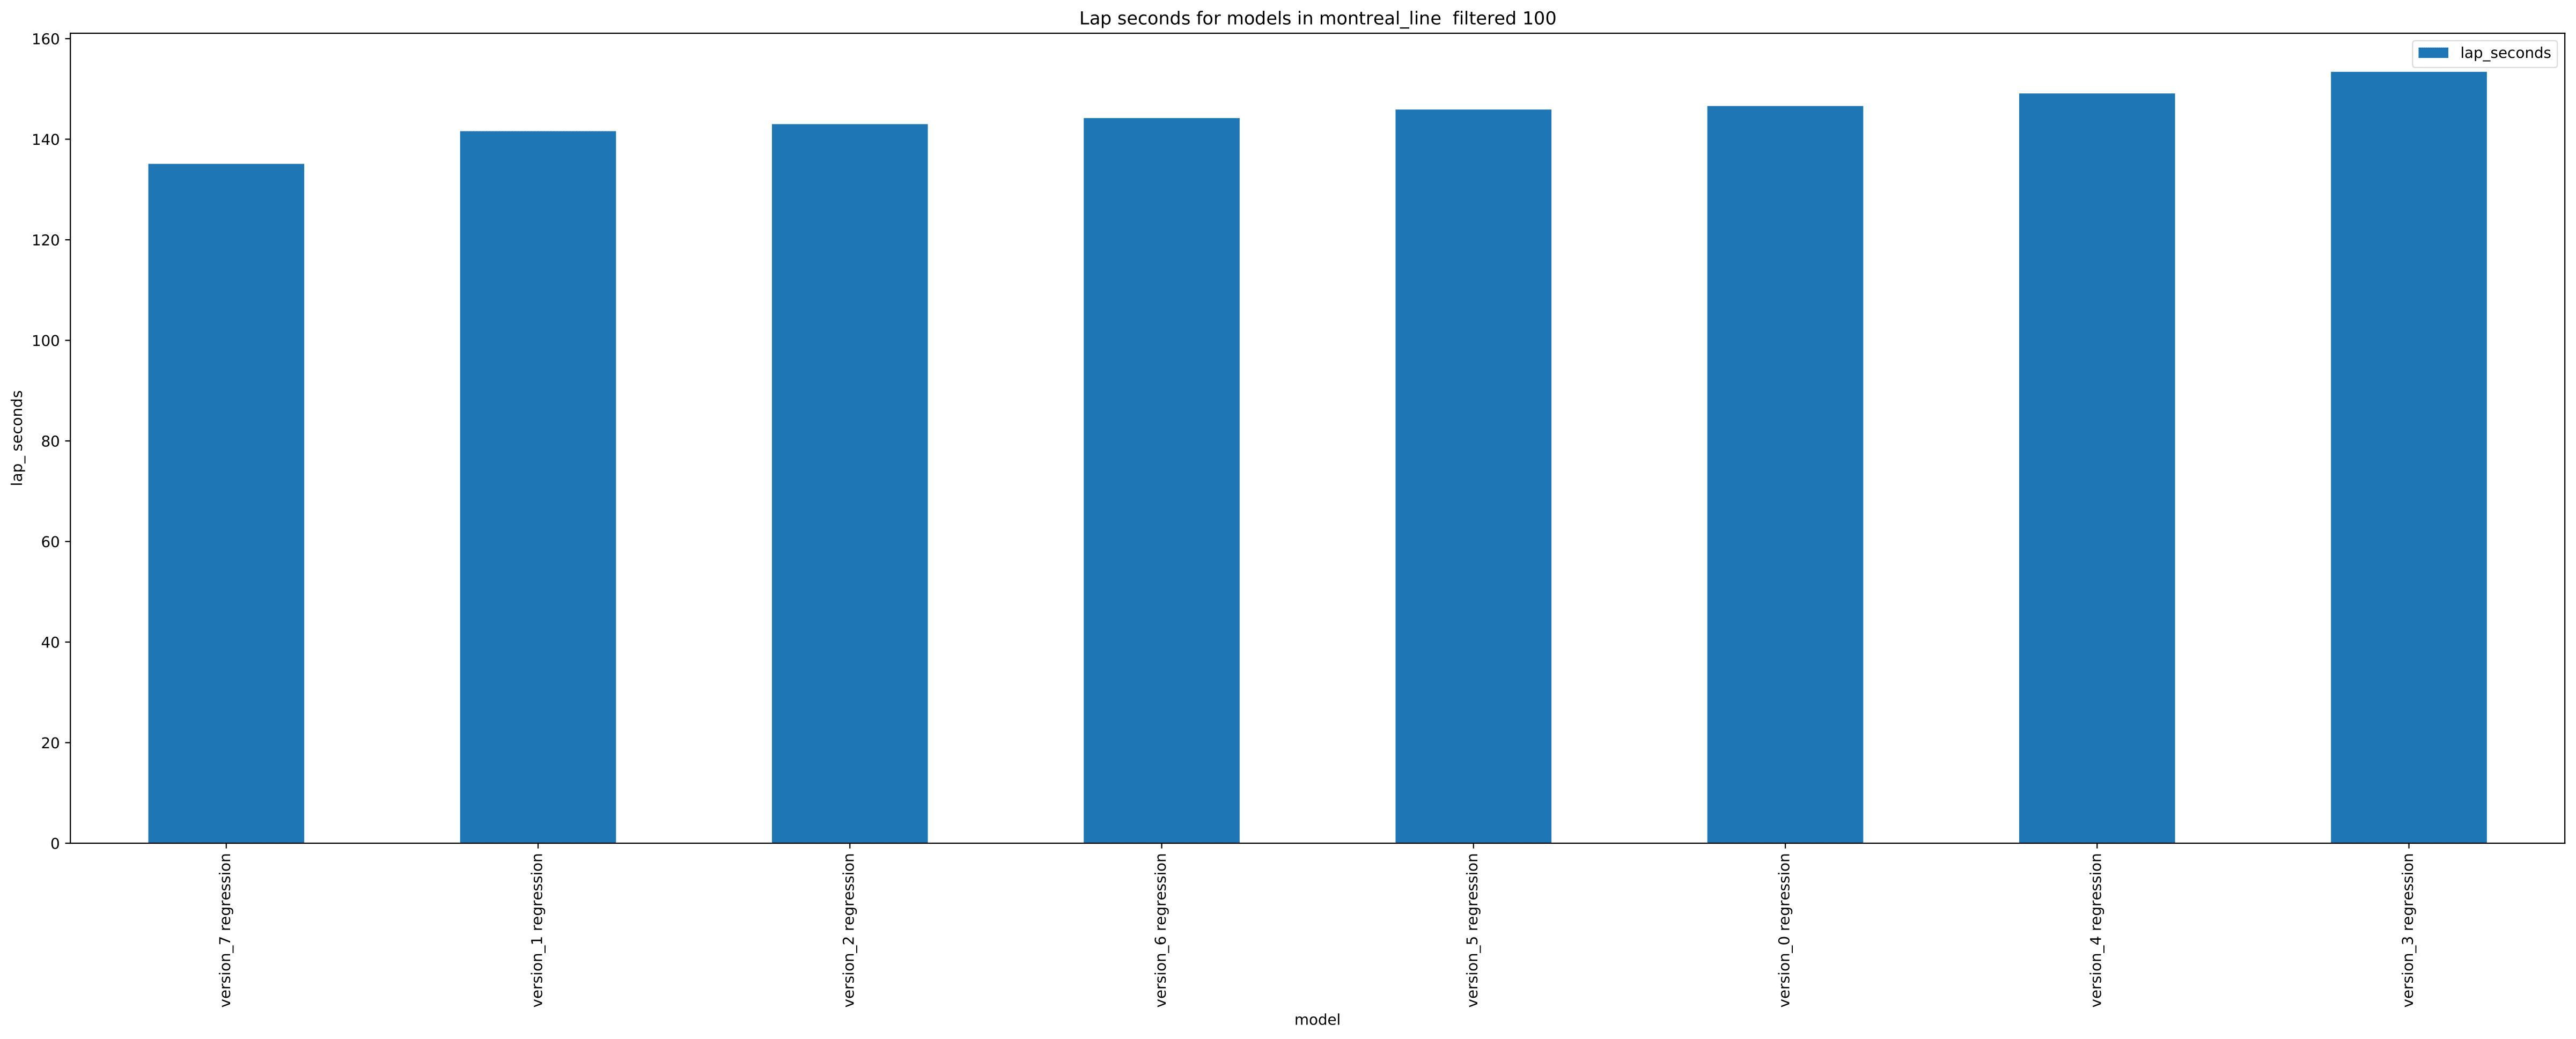 Lap seconds for models in montreal_line  filtered 100
lap_seconds
160
140
120
100
80
60
40
20
0
lap_ seconds
version_7 regression
version_1 regression
version_2 regression
version_6 regression
version_5 regression
version_0 regression
version_4 regression
version_3 regression
model